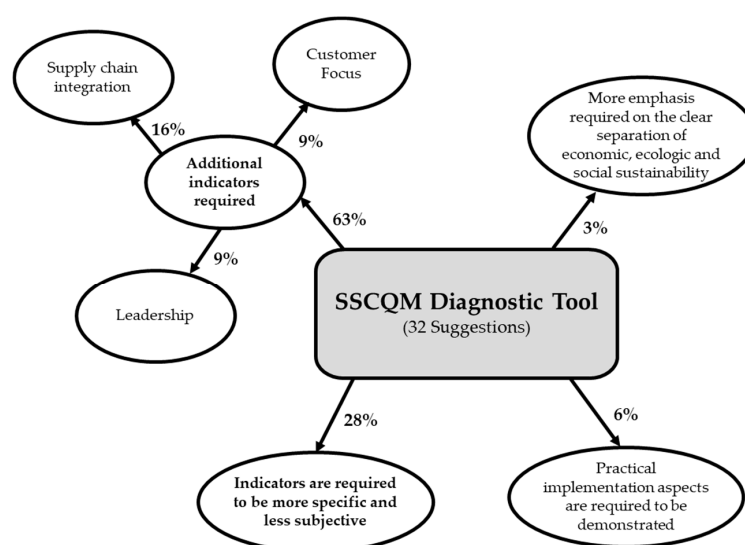 Supply chain
integration
Customer
Focus
16%
9%
Additional
indicators
required
More emphasis
required on the clear
separation of
economic, ecologic and
social sustainability
63%
3%
9%
Leadership
SSCQM Diagnostic Tool
(32 Suggestions)
28%
6%
Indicators are required
to be more specific and
less subjective
Practical
implementation aspects
are required to be
demonstrated